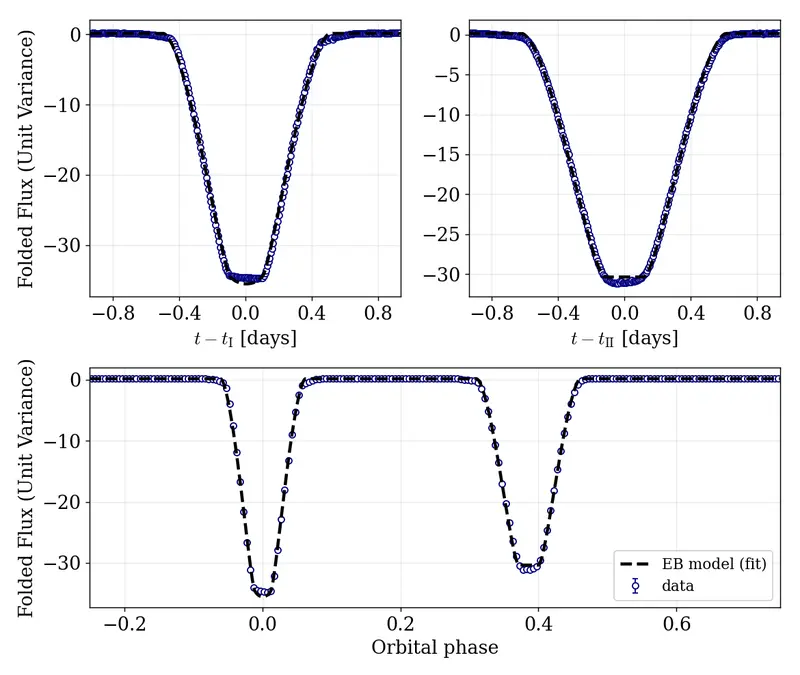 Folded Flux (Unit Variance)
0
−10
−20
−30
−0.8 −0.4 0.0 0.4 0.8
t − tI [days]
0
−5
−10
−15
−20
−25
−30
−0.8 −0.4 0.0 0.4 0.8
t − tII [days]
Folded Flux (Unit Variance)
0
−10
−20
−30
EB model (fit)
data
−0.2 0.0 0.2 0.4 0.6
Orbital phase